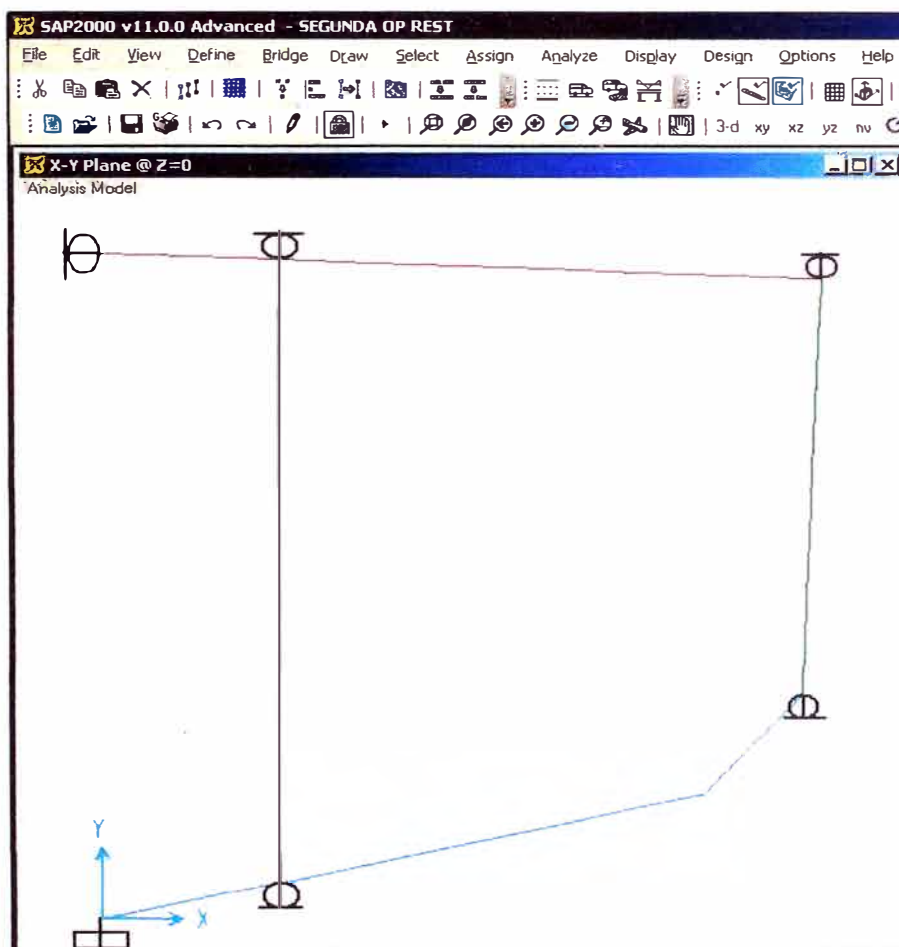 SAP2000 v11.0.0 Advanced - SEGUNDA OP REST
File Edit View Define Bridge Draw Select Assign Analyze Display Design Options Help
3-d xy xz yz nv
X-Y Plane @ Z=0
Analysis Model
Y
X